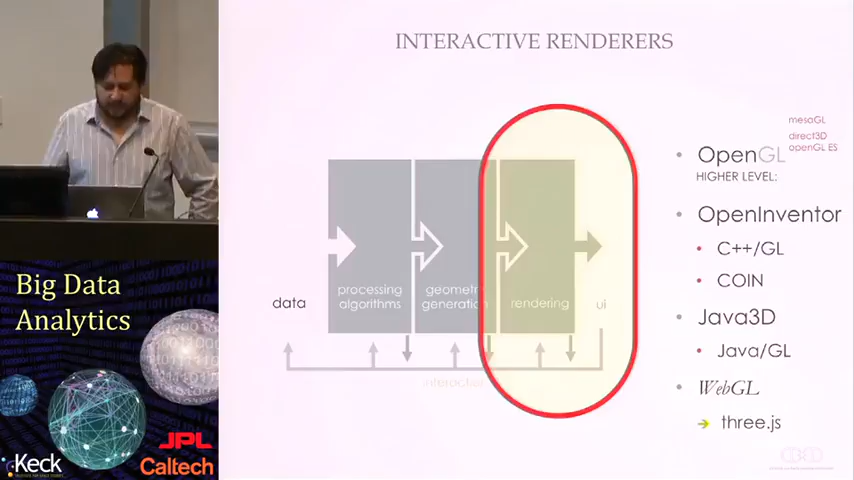 INTERACTIVE RENDERERS
mesaGL
direct3D
openGL ES
OpenGL
HIGHER LEVEL:
OpenInventor
C++/GL
COIN
Java3D
Java/GL
WebGL
three.js
data
processing
algorithms
geometry
generation
rendering
ui
interaction
Big Data
Analytics
JPL
Keck
Caltech